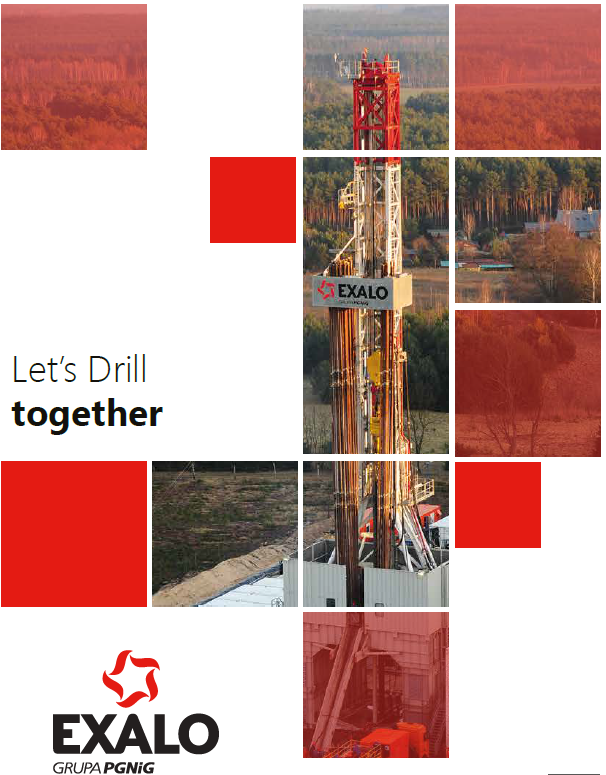 EXALO
GRUPA PGNiG
Let's Drill
together
EXALO
GRUPA PGNiG